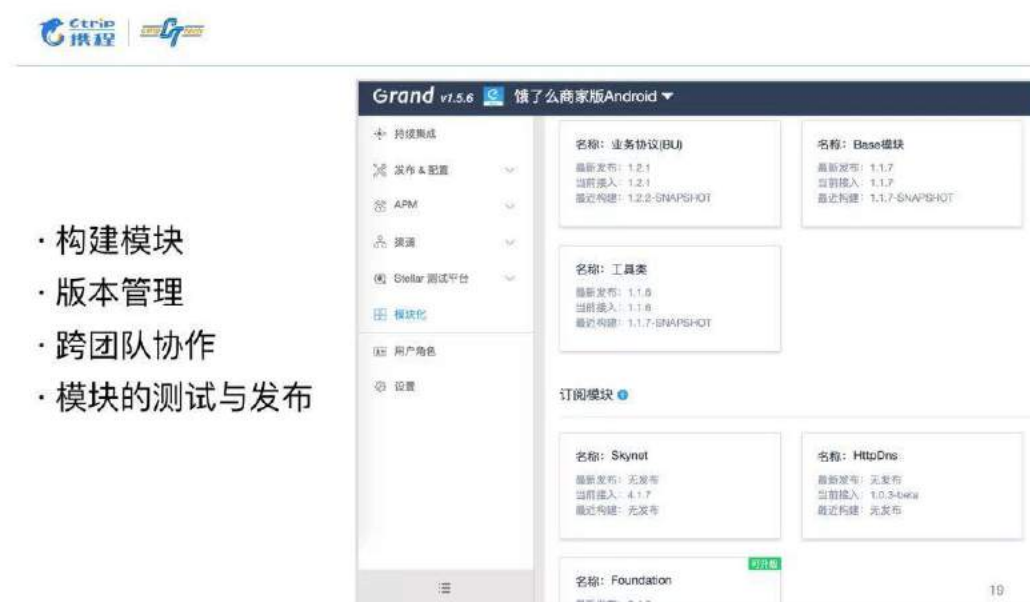 Ctrip
携程
· 构建模块
· 版本管理
· 跨团队协作
· 模块的测试与发布
Grand v1.5.6 饿了么商家版Android
持续集成
发布 & 配置
APM
渠道
Stellar 测试平台
模块化
用户角色
设置
名称：业务协议(BU)
最新发布：1.2.1
当前接入：1.2.1
最近构建：1.2.2-SNAPSHOT
名称：Base模块
最新发布：1.1.7
当前接入：1.1.7
最近构建：1.1.7-SNAPSHOT
名称：工具类
最新发布：1.1.6
当前接入：1.1.6
最近构建：1.1.7-SNAPSHOT
订阅模块
名称：Skynet
最新发布：无发布
当前接入：4.1.7
最近构建：无发布
名称：HttpDns
最新发布：无发布
当前接入：1.0.3-beta
最近构建：无发布
可升级
名称：Foundation
19